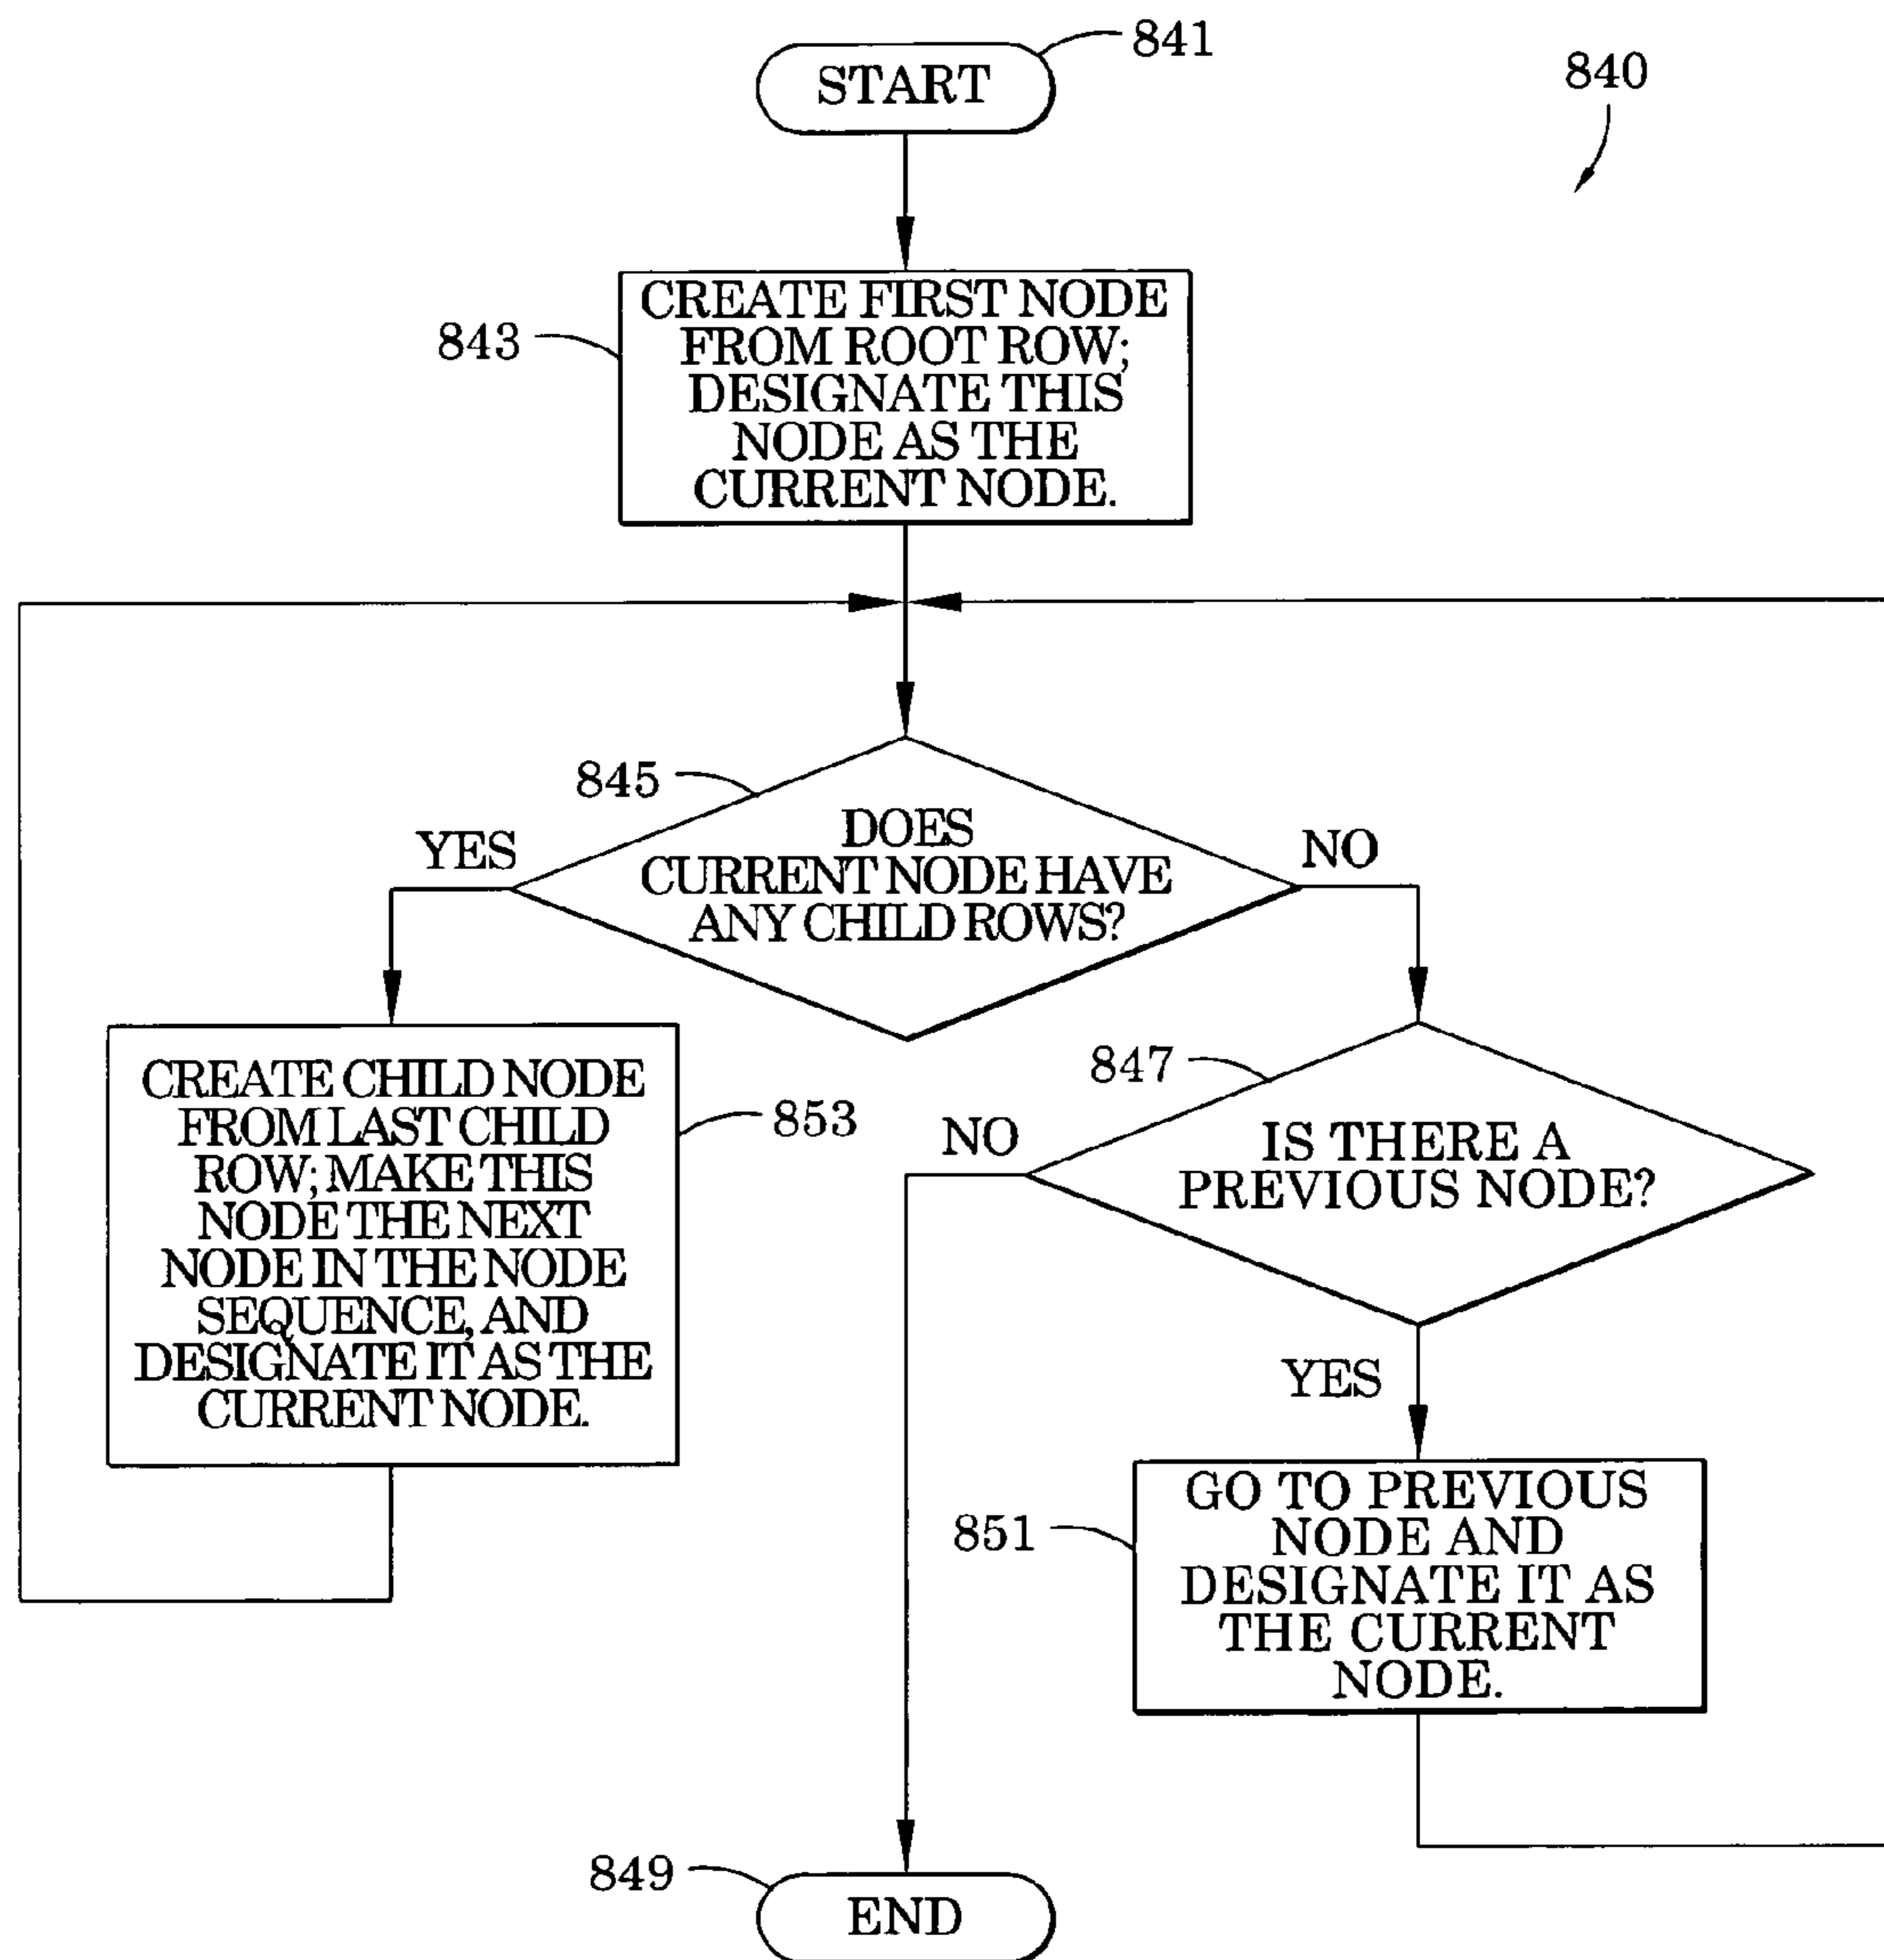 841
START
840
843
CREATE FIRST NODE
FROM ROOT ROW;
DESIGNATE THIS
NODE AS THE
CURRENT NODE.
845
DOES
CURRENT NODE HAVE
ANY CHILD ROWS?
YES
NO
853
CREATE CHILD NODE
FROM LAST CHILD
ROW; MAKE THIS
NODE THE NEXT
NODE IN THE NODE
SEQUENCE, AND
DESIGNATE IT AS THE
CURRENT NODE.
847
IS THERE A
PREVIOUS NODE?
NO
YES
851
GO TO PREVIOUS
NODE AND
DESIGNATE IT AS
THE CURRENT
NODE.
849
END